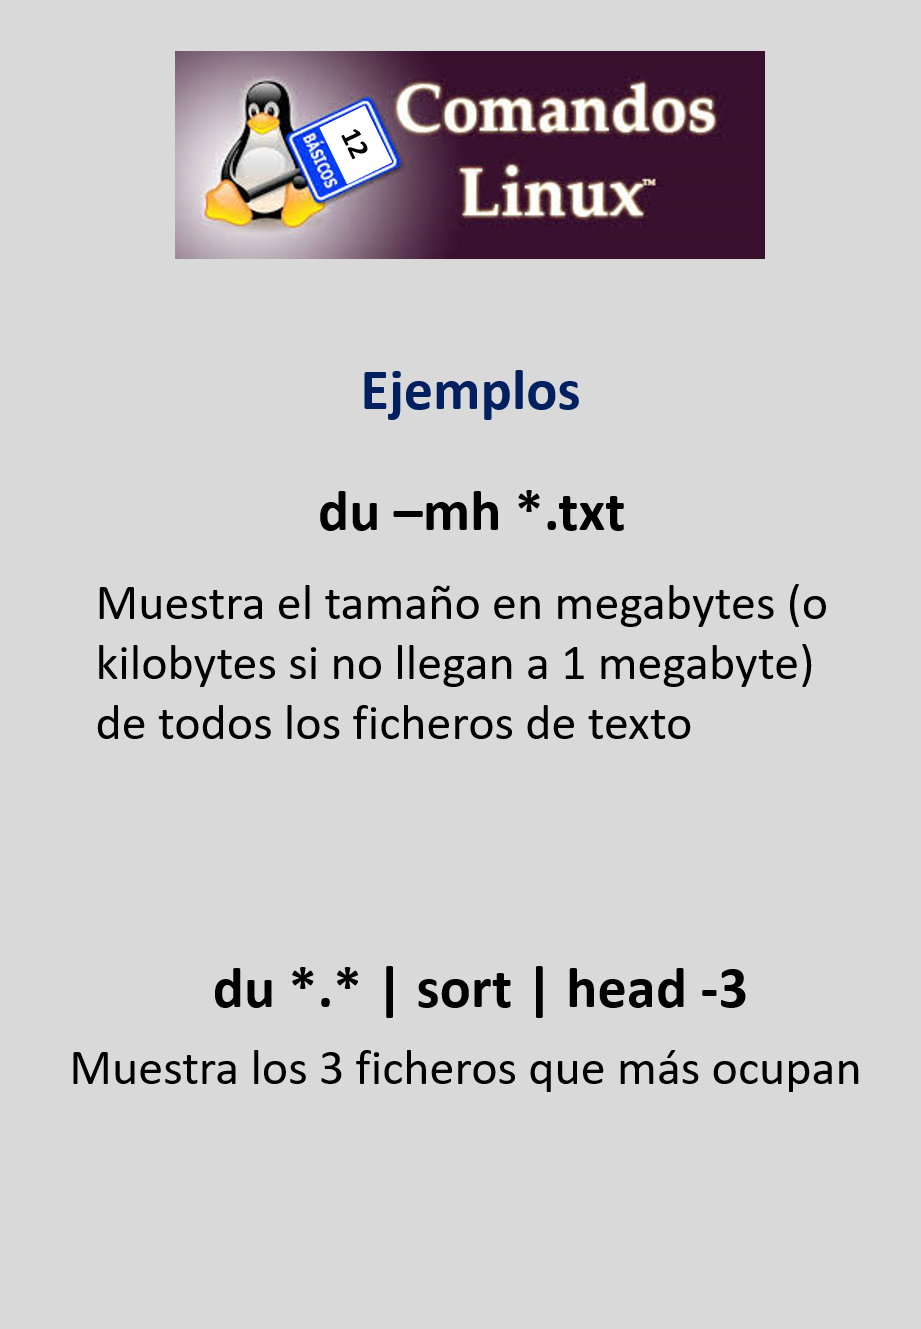 12
BÁSICOS
Comandos
Linux™
Ejemplos
du –mh *.txt
Muestra el tamaño en megabytes (o
kilobytes si no llegan a 1 megabyte)
de todos los ficheros de texto
du *.* | sort | head -3
Muestra los 3 ficheros que más ocupan